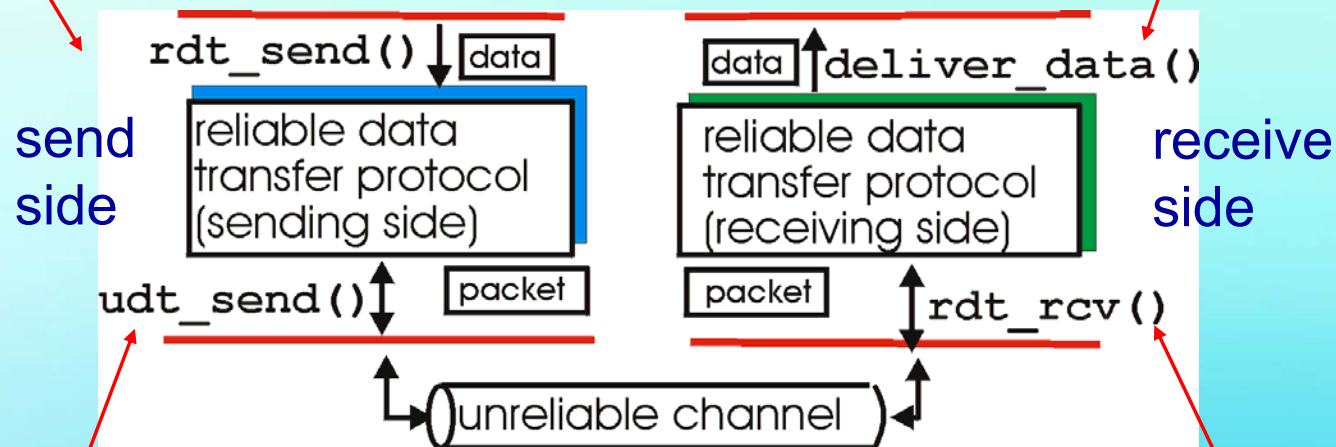 rdt_send()
data
data
deliver_data()
send
side
reliable data
transfer protocol
(sending side)
reliable data
transfer protocol
(receiving side)
receive
side
udt_send()
packet
packet
rdt_rcv()
unreliable channel